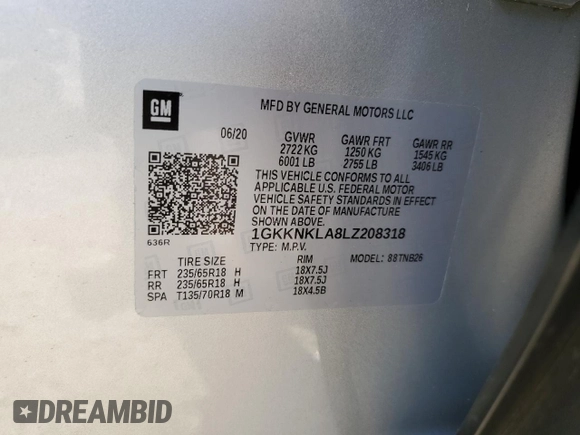 GM
MFD BY GENERAL MOTORS LLC
06/20 GVWR GAWR FRT GAWR RR
2722 KG 1250 KG 1545 KG
6001 LB 2755 LB 3406 LB
THIS VEHICLE CONFORMS TO ALL
APPLICABLE U.S. FEDERAL MOTOR
VEHICLE SAFETY STANDARDS IN
EFFECT ON THE DATE OF MANUFACTURE
SHOWN ABOVE.
636R
1GKKNKLA8LZ208318
TYPE: M.P.V. MODEL: 88TNB26
TIRE SIZE RIM
FRT 235/65R18 H 18X7.5J
RR 235/65R18 H 18X7.5J
SPA T135/70R18 M 18X4.5B
DREAMBID